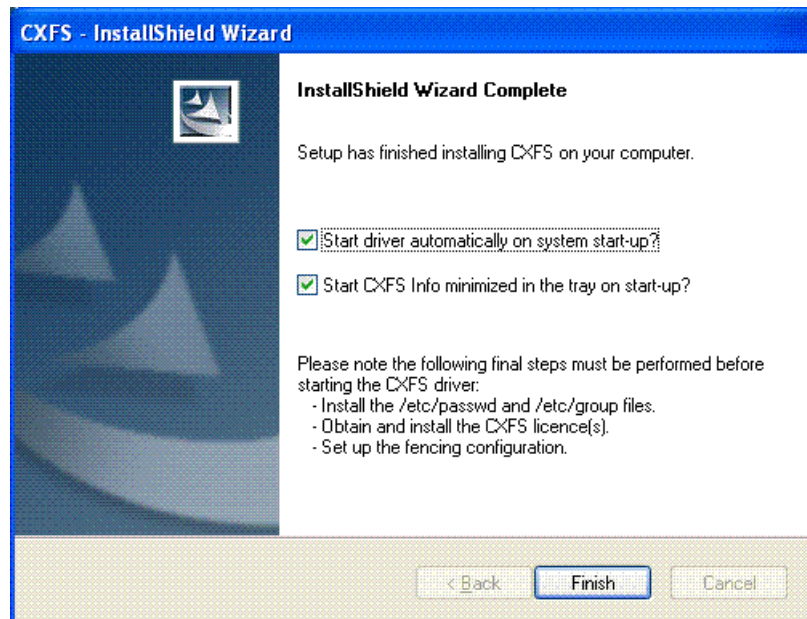 CXFS - InstallShield Wizard
InstallShield Wizard Complete
Setup has finished installing CXFS on your computer.
Start driver automatically on system start-up?
Start CXFS Info minimized in the tray on start-up?
Please note the following final steps must be performed before
starting the CXFS driver:
- Install the /etc/passwd and /etc/group files.
- Obtain and install the CXFS licence(s).
- Set up the fencing configuration.
< Back
Finish
Cancel